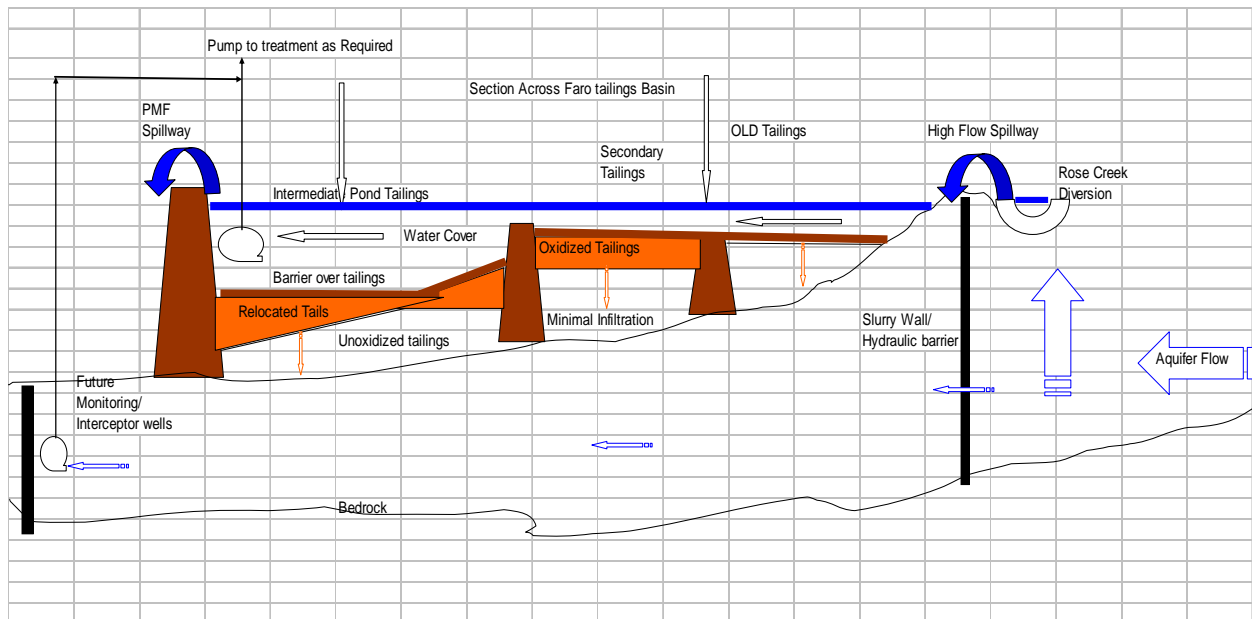 Pump to treatment as Required
Section Across Faro tailings Basin
PMF
Spillway
OLD Tailings
High Flow Spillway
Secondary
Tailings
Rose Creek
Diversion
Intermediate Pond Tailings
Water Cover
Oxidized Tailings
Barrier over tailings
Relocated Tails
Minimal Infiltration
Unoxidized tailings
Slurry Wall/
Hydraulic barrier
Aquifer Flow
Future
Monitoring/
Interceptor wells
Bedrock